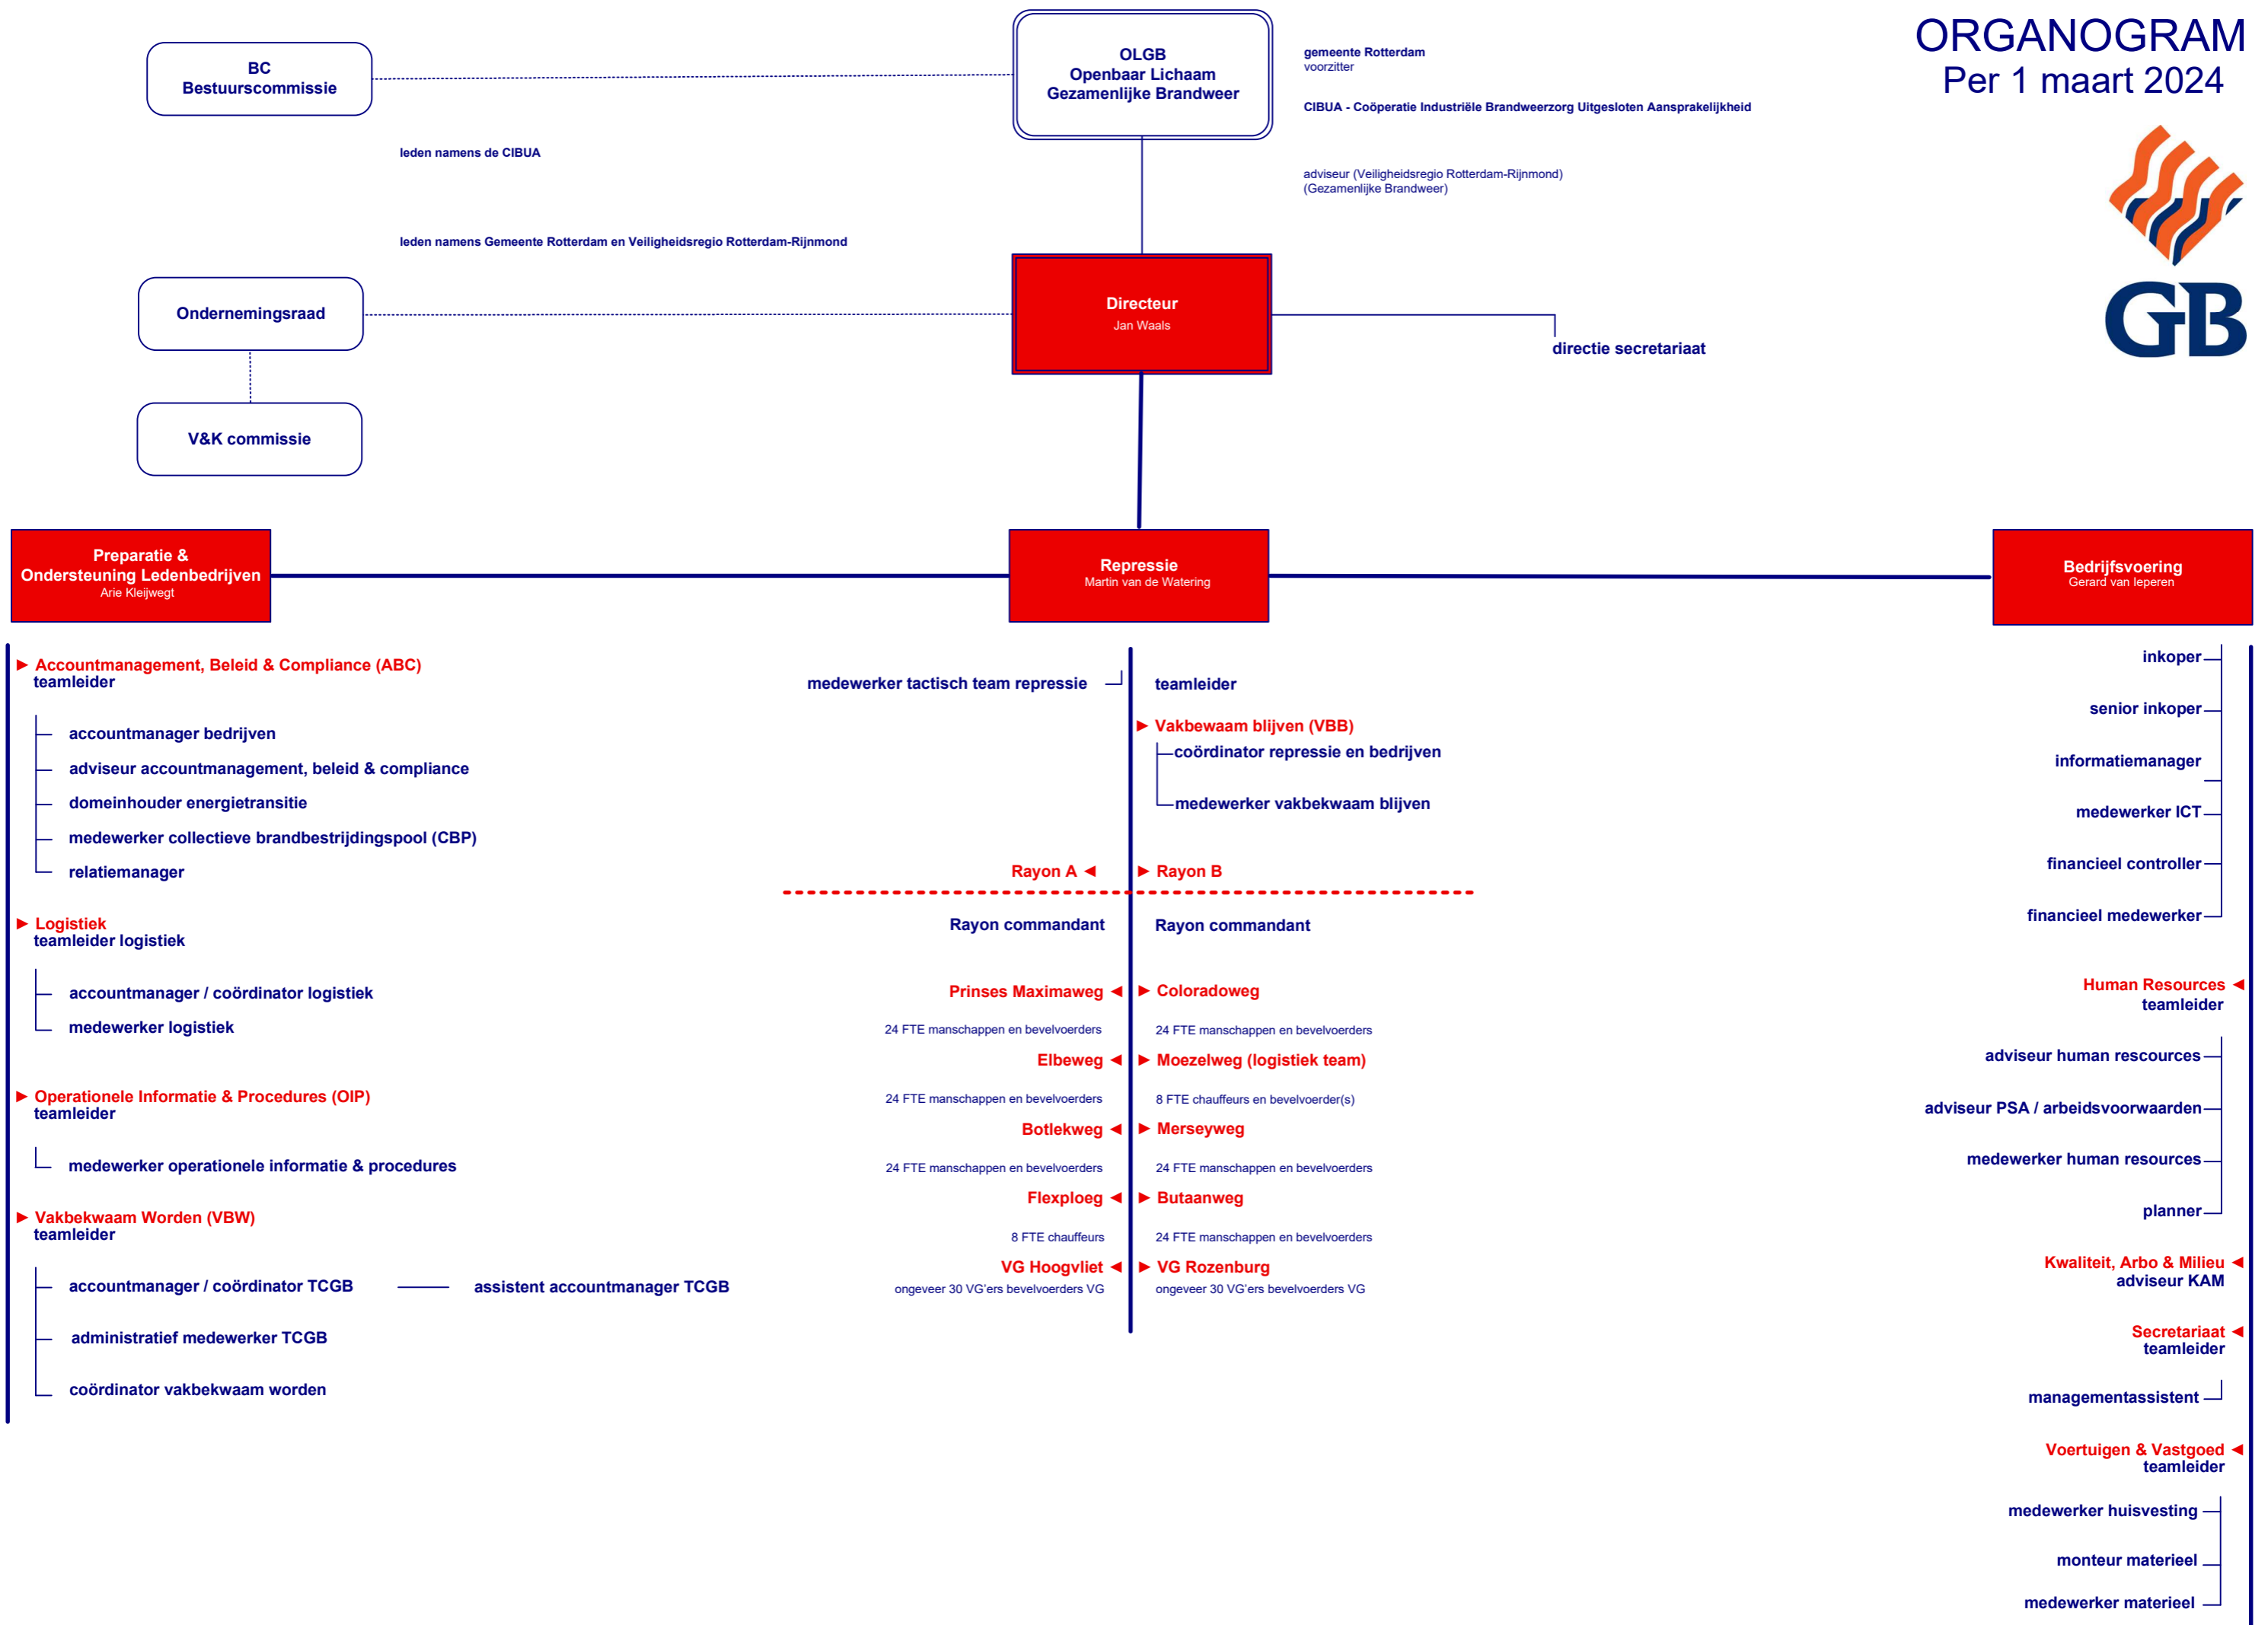 ORGANOGRAM
Per 1 maart 2024
GB
BC
Bestuurscommissie
OLGB
Openbaar Lichaam
Gezamenlijke Brandweer
gemeente Rotterdam
voorzitter
CIBUA - Coöperatie Industriële Brandweerzorg Uitgesloten Aansprakelijkheid
leden namens de CIBUA
adviseur (Veiligheidsregio Rotterdam-Rijnmond)
(Gezamenlijke Brandweer)
leden namens Gemeente Rotterdam en Veiligheidsregio Rotterdam-Rijnmond
Ondernemingsraad
Directeur
Jan Waals
directie secretariaat
V&K commissie
Preparatie &
Ondersteuning Ledenbedrijven
Arie Kleijwegt
Repressie
Martin van de Watering
Bedrijfsvoering
Gerard van Ieperen
Accountmanagement, Beleid & Compliance (ABC)
teamleider
accountmanager bedrijven
adviseur accountmanagement, beleid & compliance
domeinhouder energietransitie
medewerker collectieve brandbestrijdingspool (CBP)
relatiemanager
Logistiek
teamleider logistiek
accountmanager / coördinator logistiek
medewerker logistiek
Operationele Informatie & Procedures (OIP)
teamleider
medewerker operationele informatie & procedures
Vakbekwaam Worden (VBW)
teamleider
accountmanager / coördinator TCGB
assistent accountmanager TCGB
administratief medewerker TCGB
coördinator vakbekwaam worden
medewerker tactisch team repressie
teamleider
Vakbewaam blijven (VBB)
coördinator repressie en bedrijven
medewerker vakbekwaam blijven
Rayon A
Rayon commandant
Prinses Maximaweg
24 FTE manschappen en bevelvoerders
Elbeweg
24 FTE manschappen en bevelvoerders
Botlekweg
24 FTE manschappen en bevelvoerders
Flexploeg
8 FTE chauffeurs
VG Hoogvliet
ongeveer 30 VG'ers bevelvoerders VG
Rayon B
Rayon commandant
Coloradoweg
24 FTE manschappen en bevelvoerders
Moezelweg (logistiek team)
8 FTE chauffeurs en bevelvoerder(s)
Merseyweg
24 FTE manschappen en bevelvoerders
Butaanweg
24 FTE manschappen en bevelvoerders
VG Rozenburg
ongeveer 30 VG'ers bevelvoerders VG
inkoper
senior inkoper
informatiemanager
medewerker ICT
financieel controller
financieel medewerker
Human Resources
teamleider
adviseur human rescources
adviseur PSA / arbeidsvoorwaarden
medewerker human resources
planner
Kwaliteit, Arbo & Milieu
adviseur KAM
Secretariaat
teamleider
managementassistent
Voertuigen & Vastgoed
teamleider
medewerker huisvesting
monteur materieel
medewerker materieel